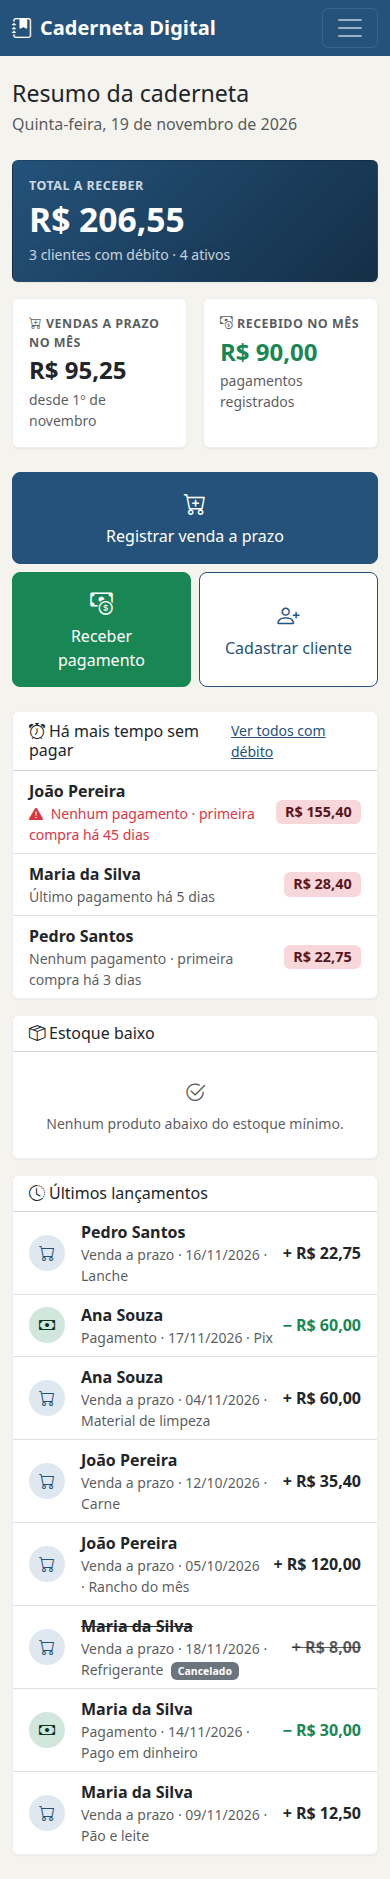 Caderneta Digital
Resumo da caderneta
Quinta-feira, 19 de novembro de 2026
TOTAL A RECEBER
R$ 206,55
3 clientes com débito · 4 ativos
VENDAS A PRAZO
NO MÊS
R$ 95,25
desde 1º de
novembro
RECEBIDO NO MÊS
R$ 90,00
pagamentos
registrados
Registrar venda a prazo
Receber
pagamento
Cadastrar cliente
Há mais tempo sem
pagar
Ver todos com
débito
João Pereira
Nenhum pagamento · primeira
compra há 45 dias
R$ 155,40
Maria da Silva
Último pagamento há 5 dias
R$ 28,40
Pedro Santos
Nenhum pagamento · primeira
compra há 3 dias
R$ 22,75
Estoque baixo
Nenhum produto abaixo do estoque mínimo.
Últimos lançamentos
Pedro Santos
Venda a prazo · 16/11/2026 ·
Lanche
+ R$ 22,75
Ana Souza
Pagamento · 17/11/2026 · Pix
− R$ 60,00
Ana Souza
Venda a prazo · 04/11/2026 ·
Material de limpeza
+ R$ 60,00
João Pereira
Venda a prazo · 12/10/2026 ·
Carne
+ R$ 35,40
João Pereira
Venda a prazo · 05/10/2026
· Rancho do mês
+ R$ 120,00
Maria da Silva
Venda a prazo · 18/11/2026 ·
Refrigerante Cancelado
+ R$ 8,00
Maria da Silva
Pagamento · 14/11/2026 ·
Pago em dinheiro
− R$ 30,00
Maria da Silva
Venda a prazo · 09/11/2026 ·
Pão e leite
+ R$ 12,50